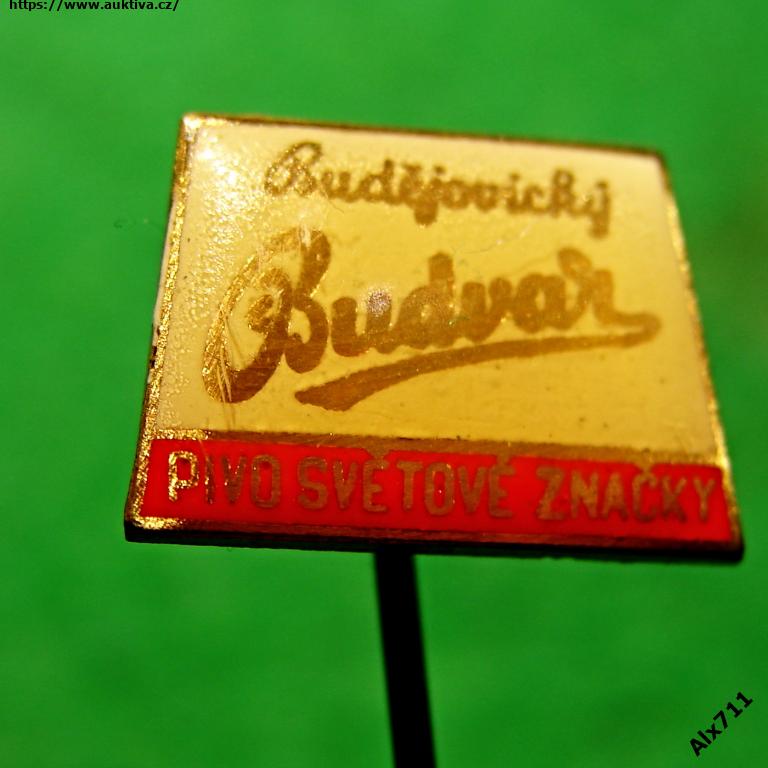 https://www.auktiva.cz/
Budějovický
Budvar
PIVO SVĚTOVÉ ZNAČKY
Alx711